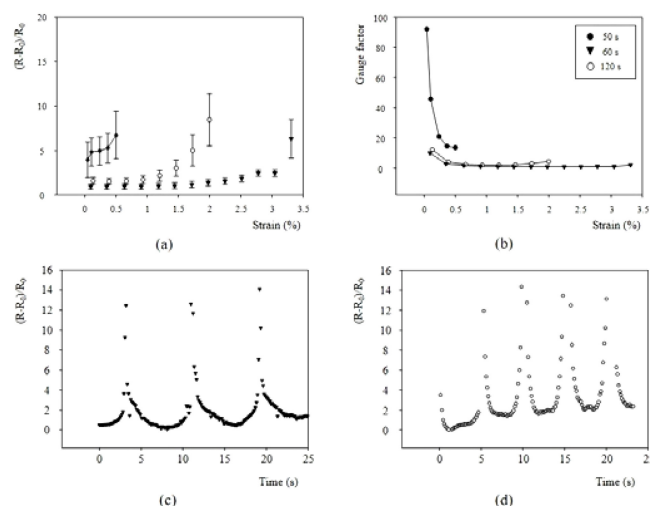 (R-R0)/R0
20
15
10
5
0
0 0.5 1 1.5 2 2.5 3 3.5
Strain (%)
(a)
Gauge factor
100
80
60
40
20
0
50 s
60 s
120 s
0 0.5 1 1.5 2 2.5 3 3.5
Strain (%)
(b)
(R-R0)/R0
16
14
12
10
8
6
4
2
0
0 5 10 15 20 25
Time (s)
(c)
(R-R0)/R0
16
14
12
10
8
6
4
2
0
0 5 10 15 20 2
Time (s)
(d)